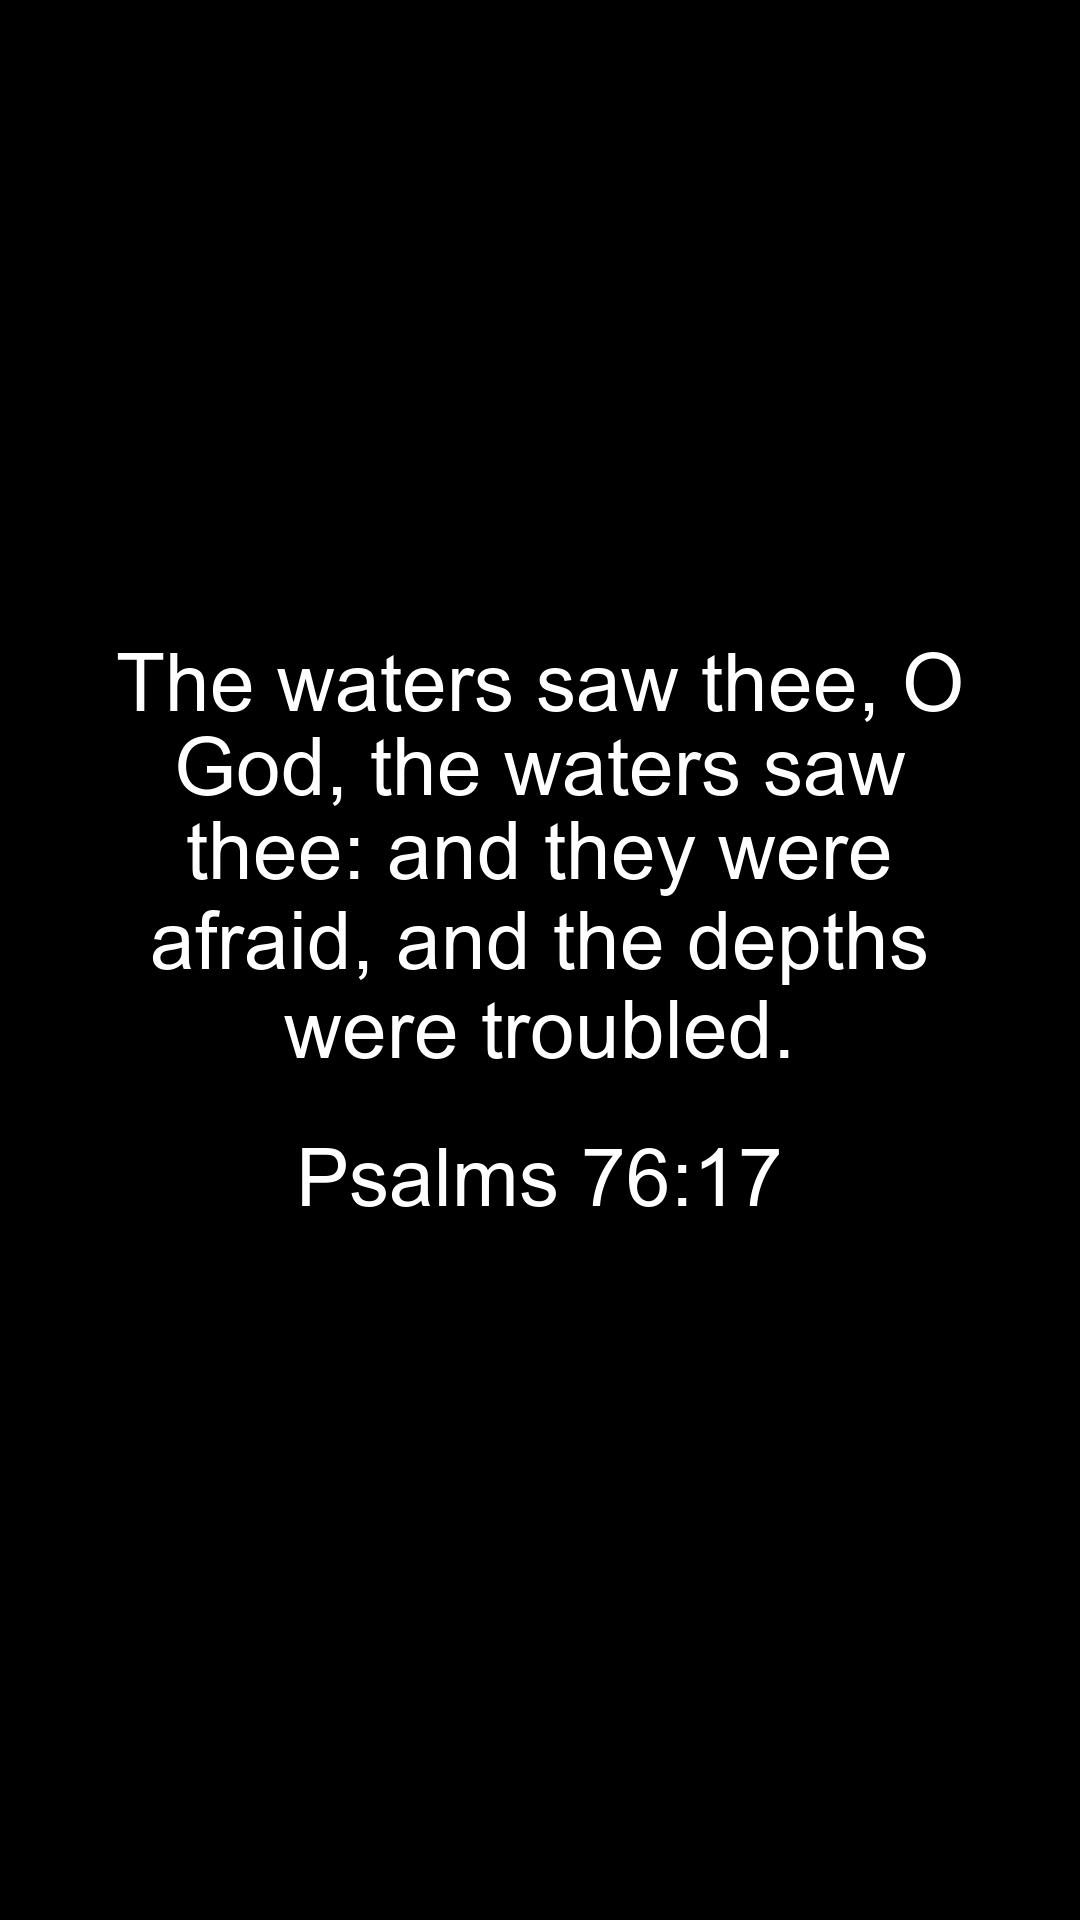 The waters saw thee, O
God, the waters saw
thee: and they were
afraid, and the depths
were troubled.
Psalms 76:17